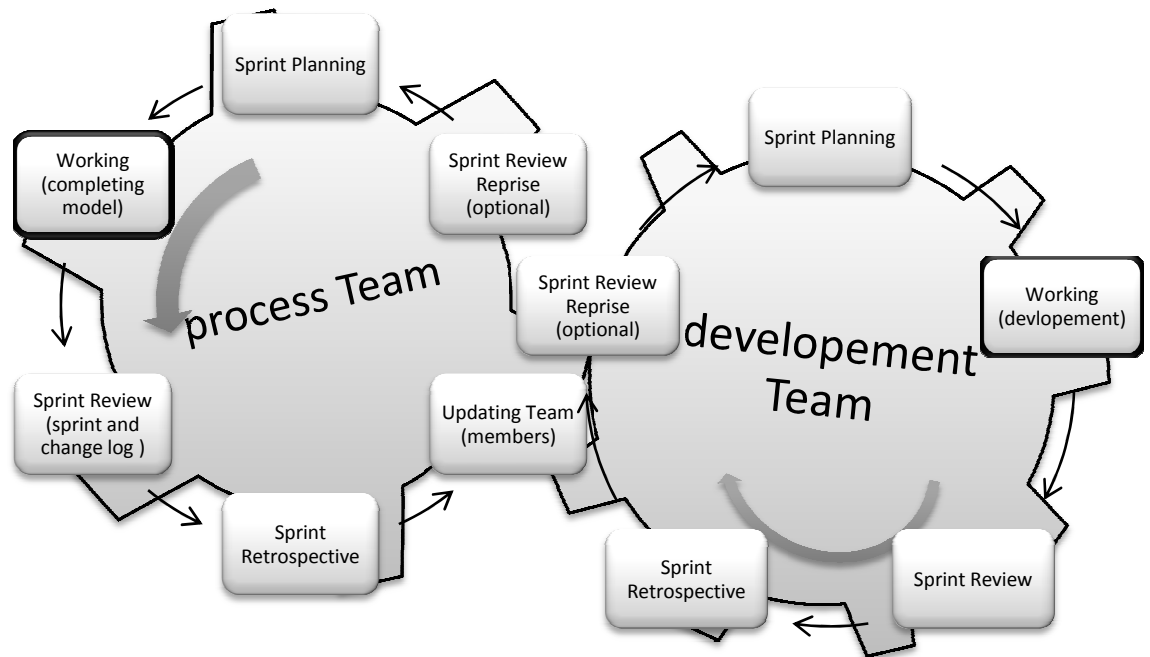 Sprint Planning
Working
(completing
model)
Sprint Review
(sprint and
change log )
Sprint
Retrospective
Updating Team
(members)
Sprint Review
Reprise
(optional)
process Team
Sprint Planning
Working
(devlopement)
Sprint Review
Sprint
Retrospective
Sprint Review
Reprise
(optional)
developement
Team